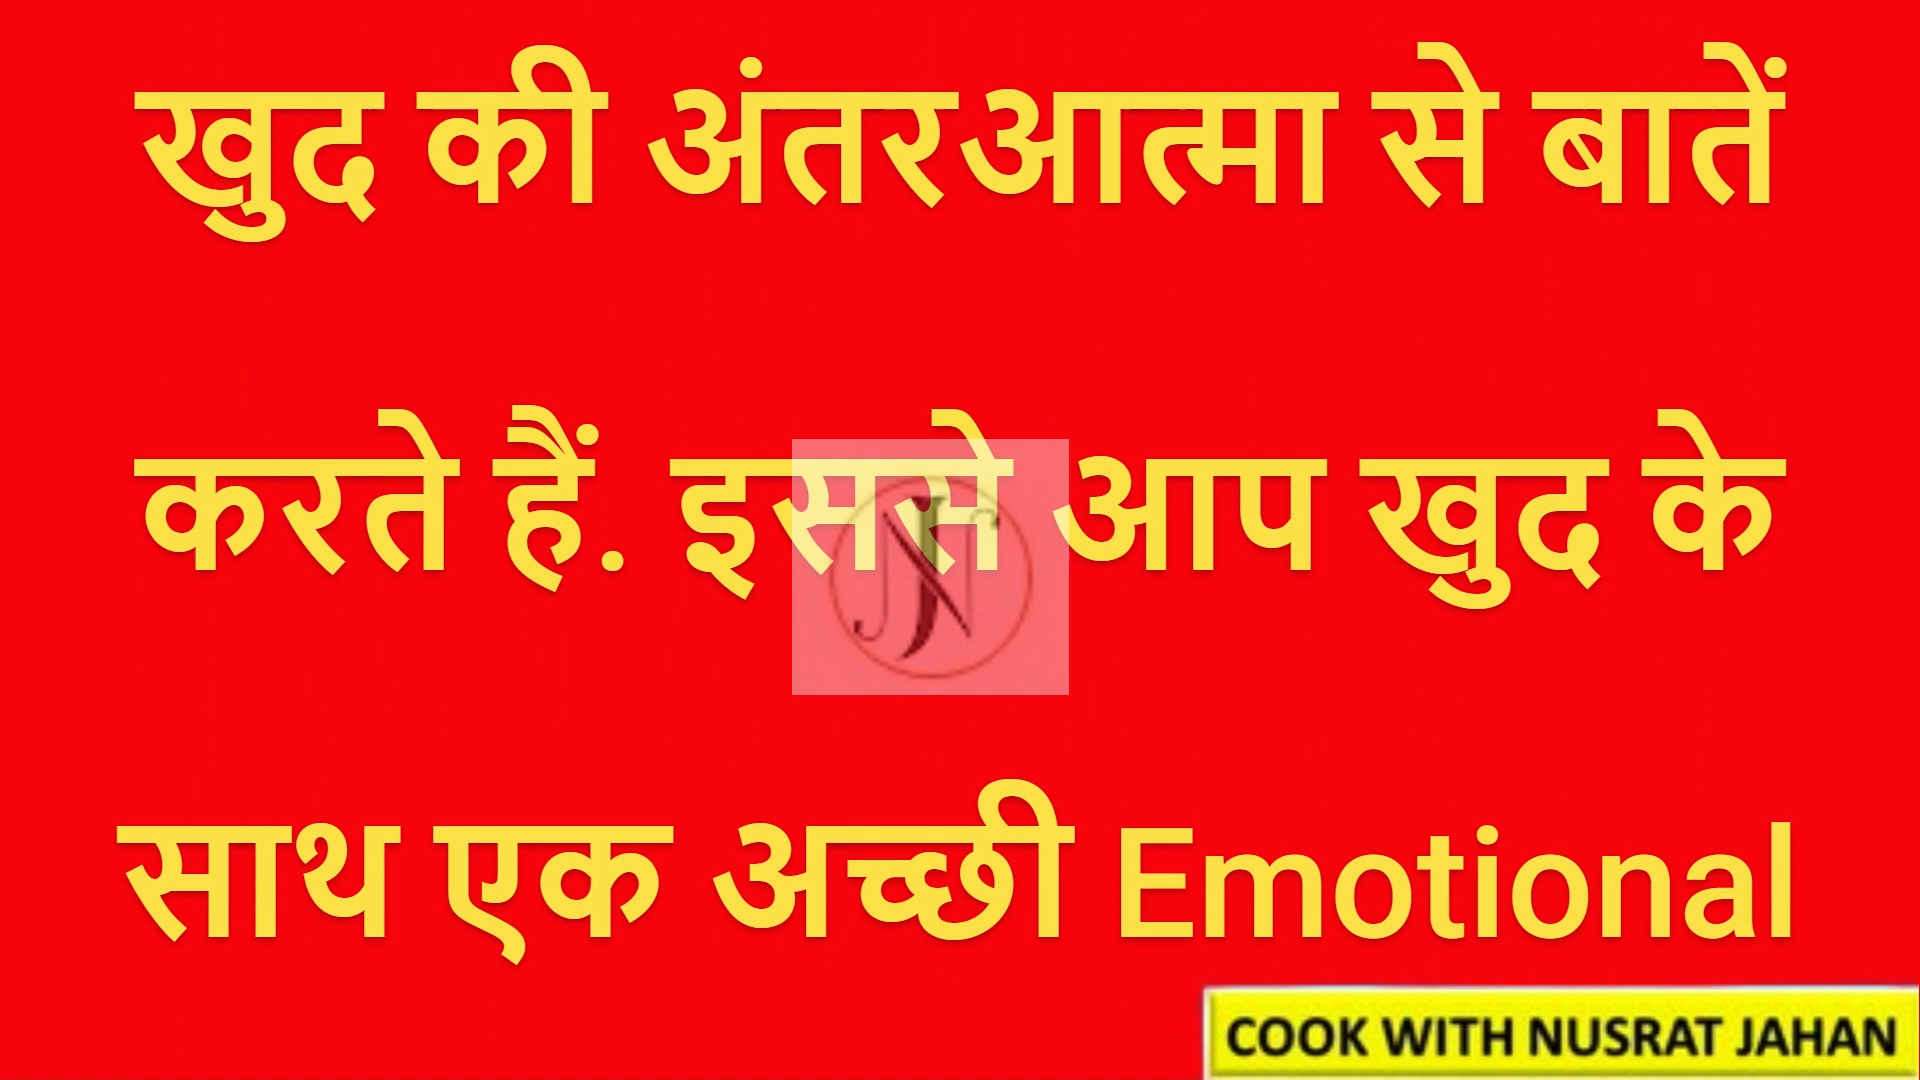 खुद की अंतरआत्मा से बातें
करते हैं. इससे आप खुद के
साथ एक अच्छी Emotional
COOK WITH NUSRAT JAHAN